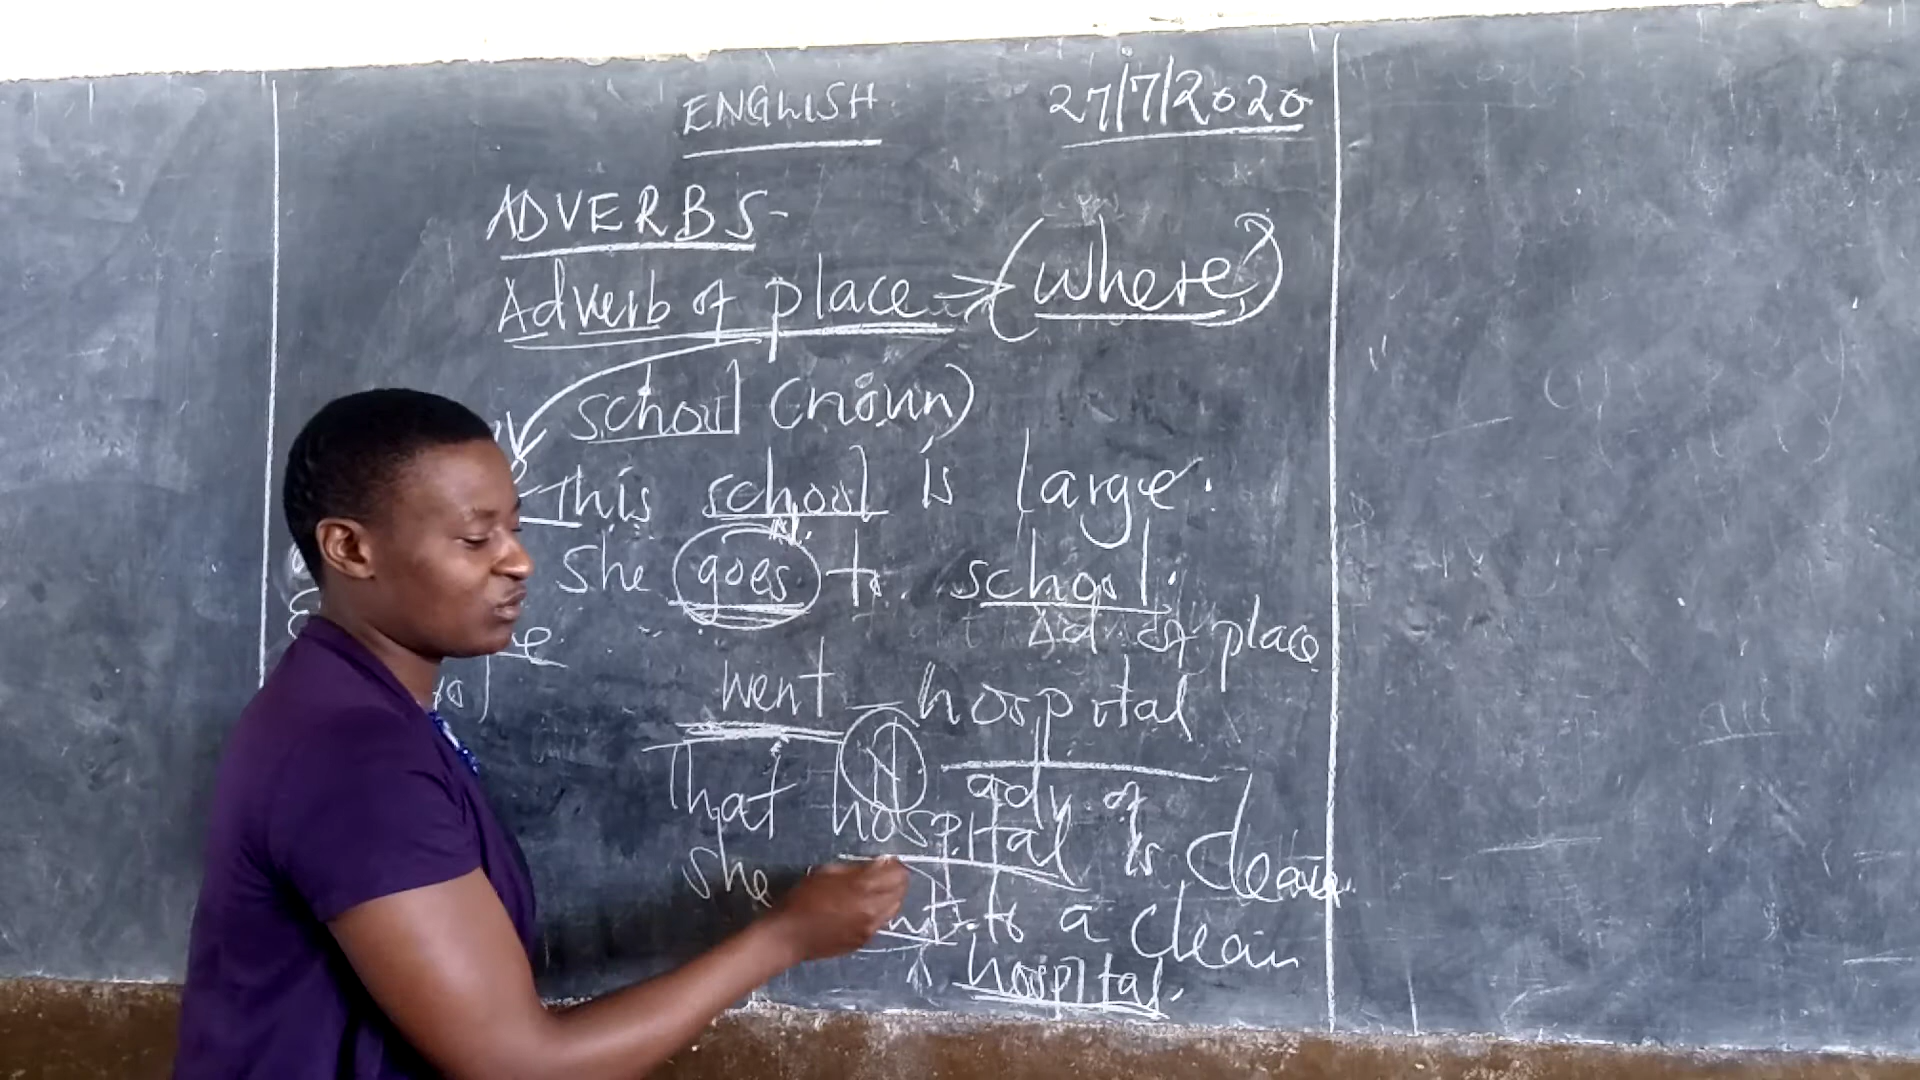 ENGLISH 27/7/2020
ADVERBS-
Adverb of place => (where?)
school (noun)
This school is large.
She goes to school.
Ad of place
went — hospital
N adv of
That hospital is clean
she to a clean
hospital.